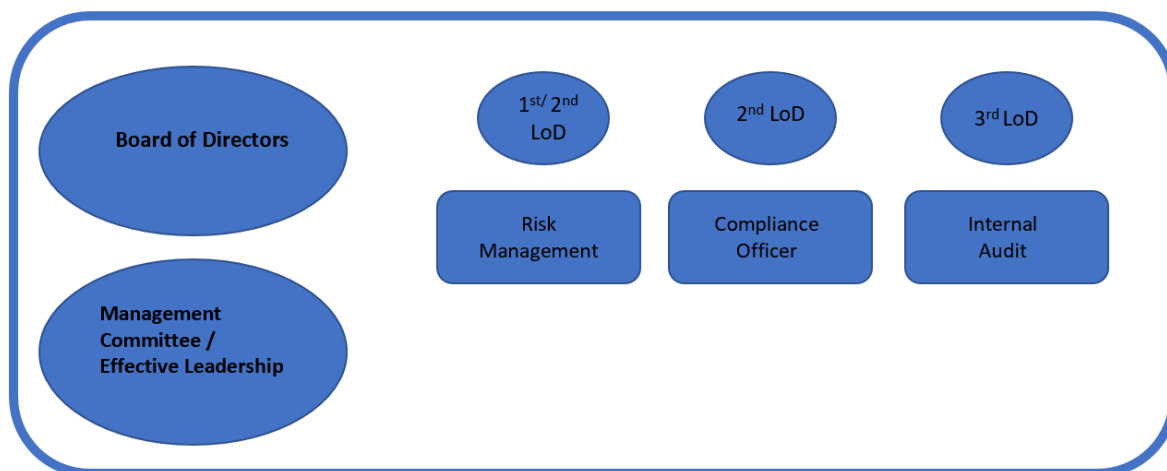 Board of Directors
Management
Committee /
Effective Leadership
1st/ 2nd
LoD
Risk
Management
2nd LoD
Compliance
Officer
3rd LoD
Internal
Audit